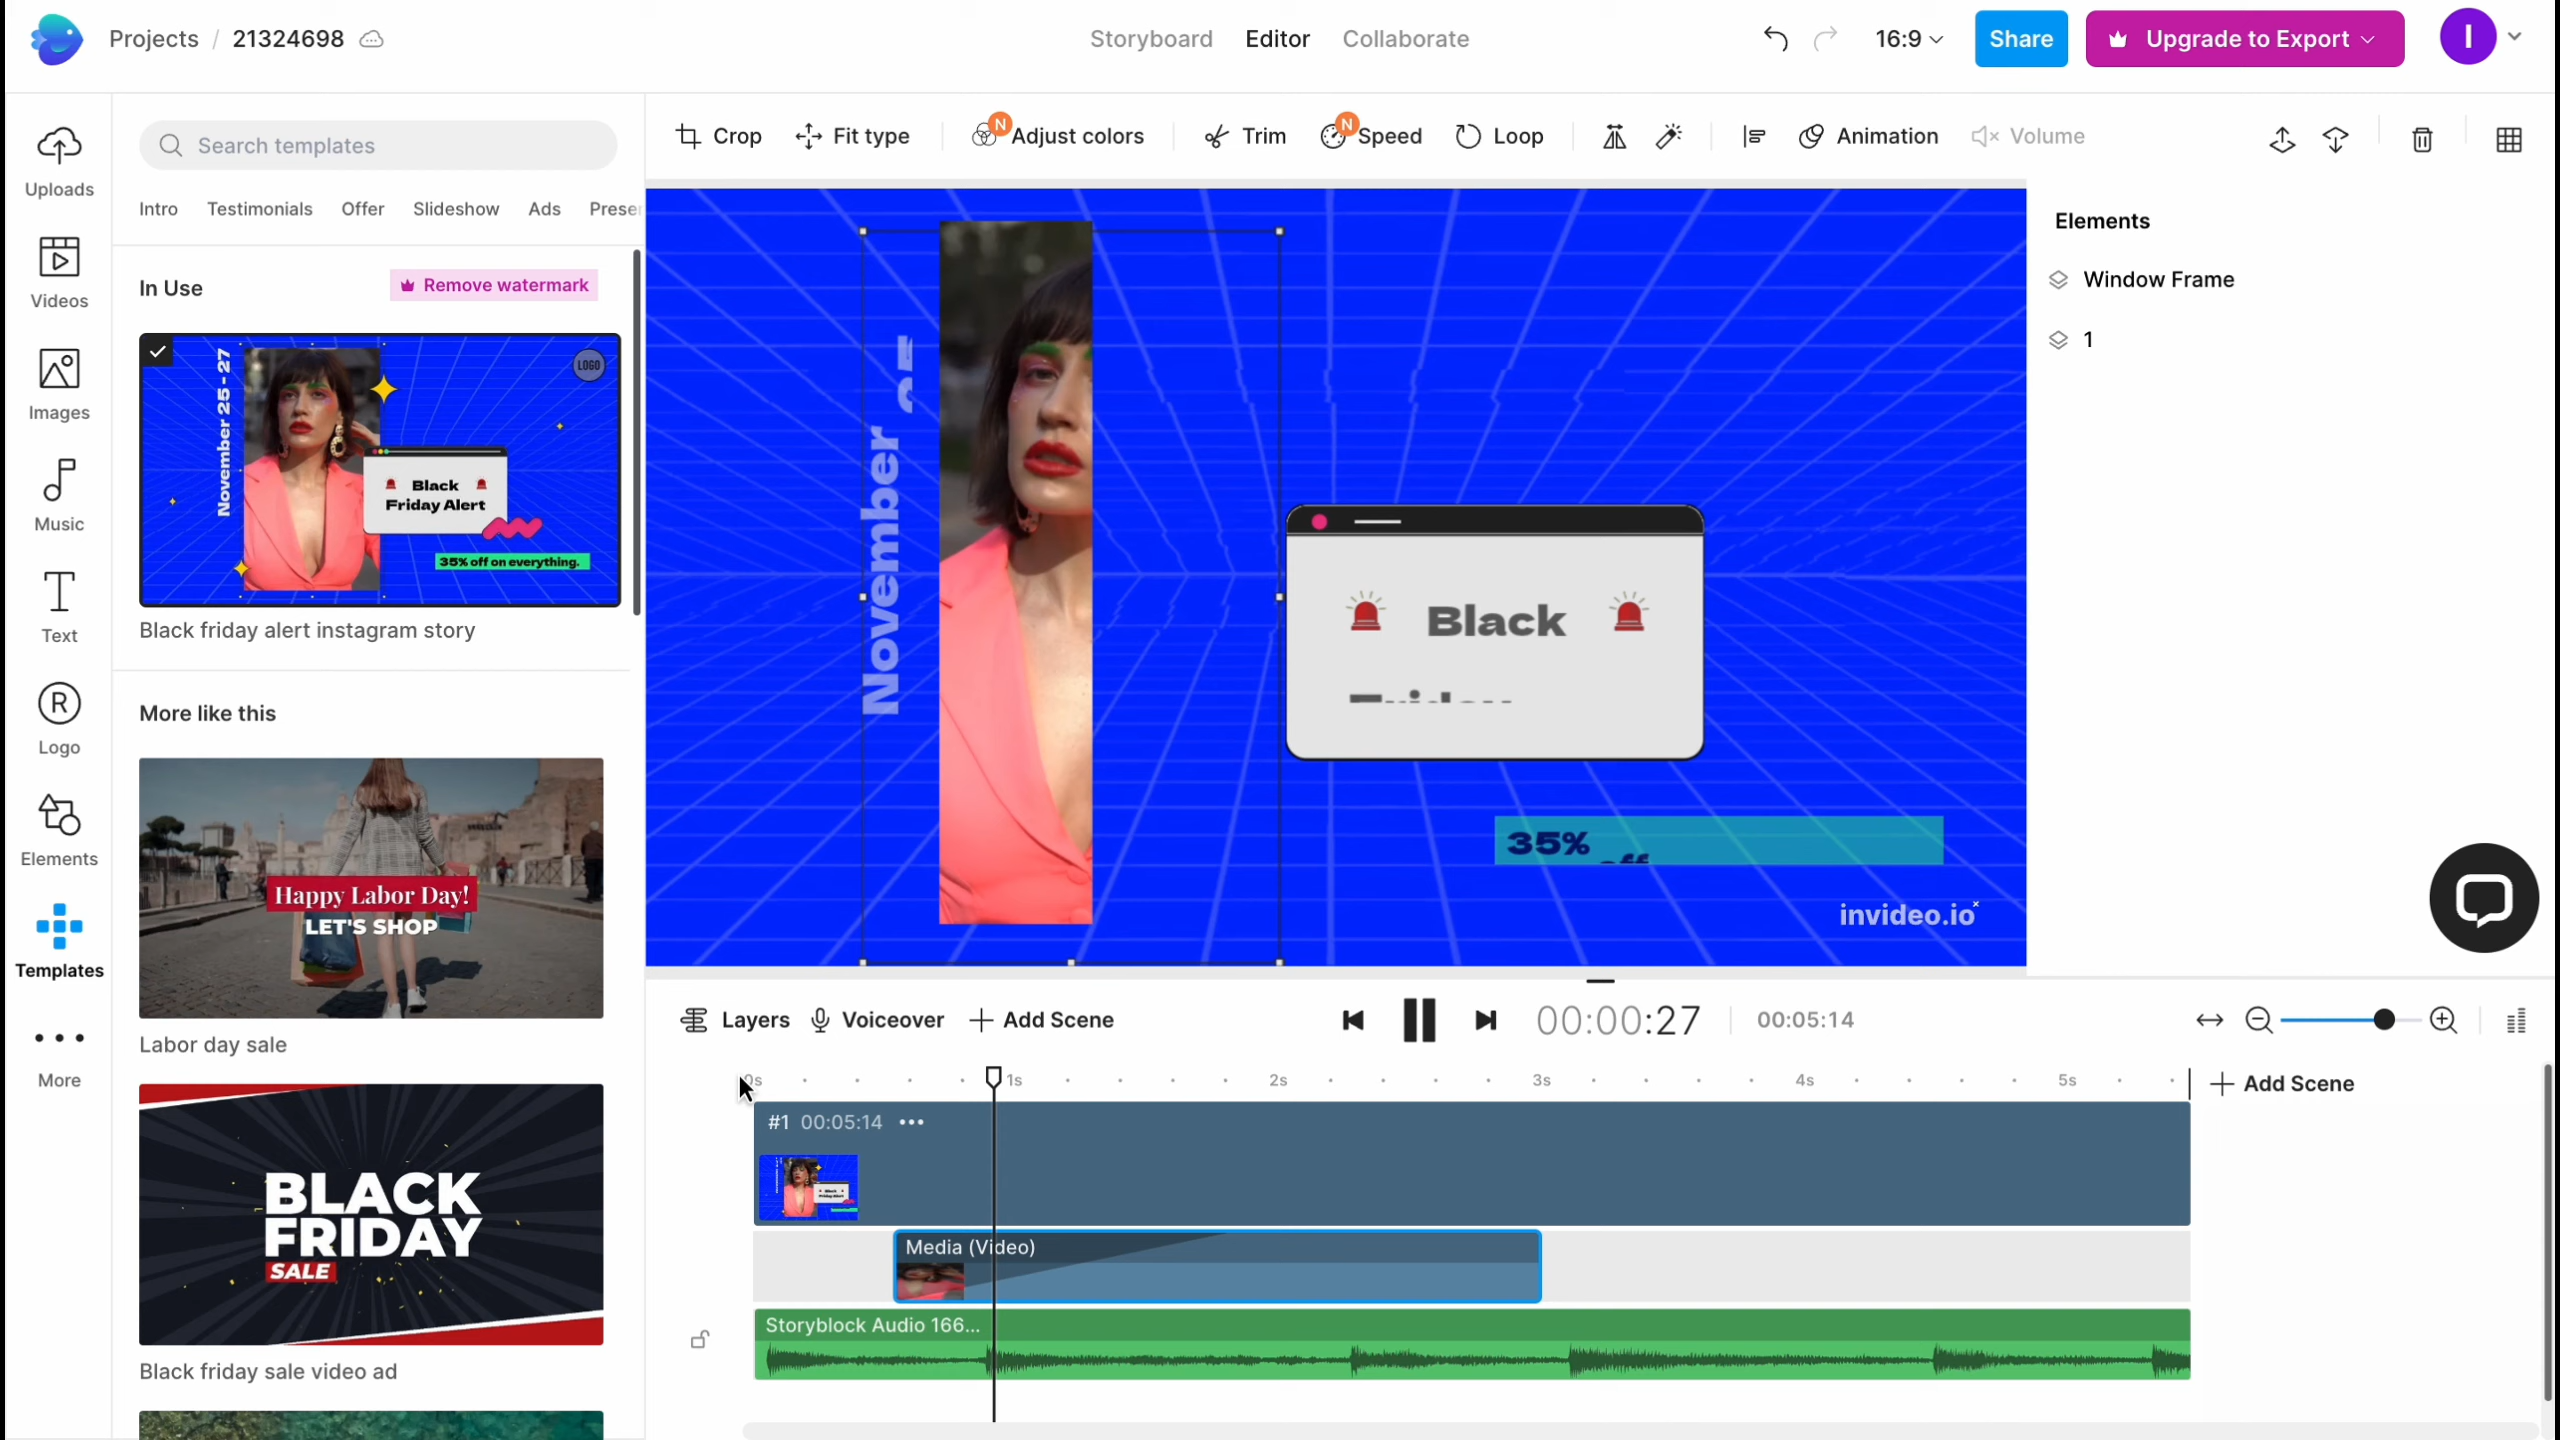 Projects / 21324698
Storyboard Editor Collaborate
16:9
Share
Upgrade to Export
I
Uploads
Videos
Images
Music
Text
Logo
Elements
Templates
More
Search templates
Intro Testimonials Offer Slideshow Ads Presen
In Use
Remove watermark
November 25 - 27
LOGO
Black
Friday Alert
35% off on everything.
Black friday alert instagram story
More like this
Happy Labor Day!
LET'S SHOP
Labor day sale
BLACK
FRIDAY
SALE
Black friday sale video ad
Crop Fit type N Adjust colors Trim N Speed Loop Animation Volume
November 25
Black
Friday
35% off
invideo.io
Elements
Window Frame
1
Layers Voiceover + Add Scene
00:00:27 00:05:14
0s 1s 2s 3s 4s 5s
+ Add Scene
#1 00:05:14 •••
Media (Video)
Storyblock Audio 166...